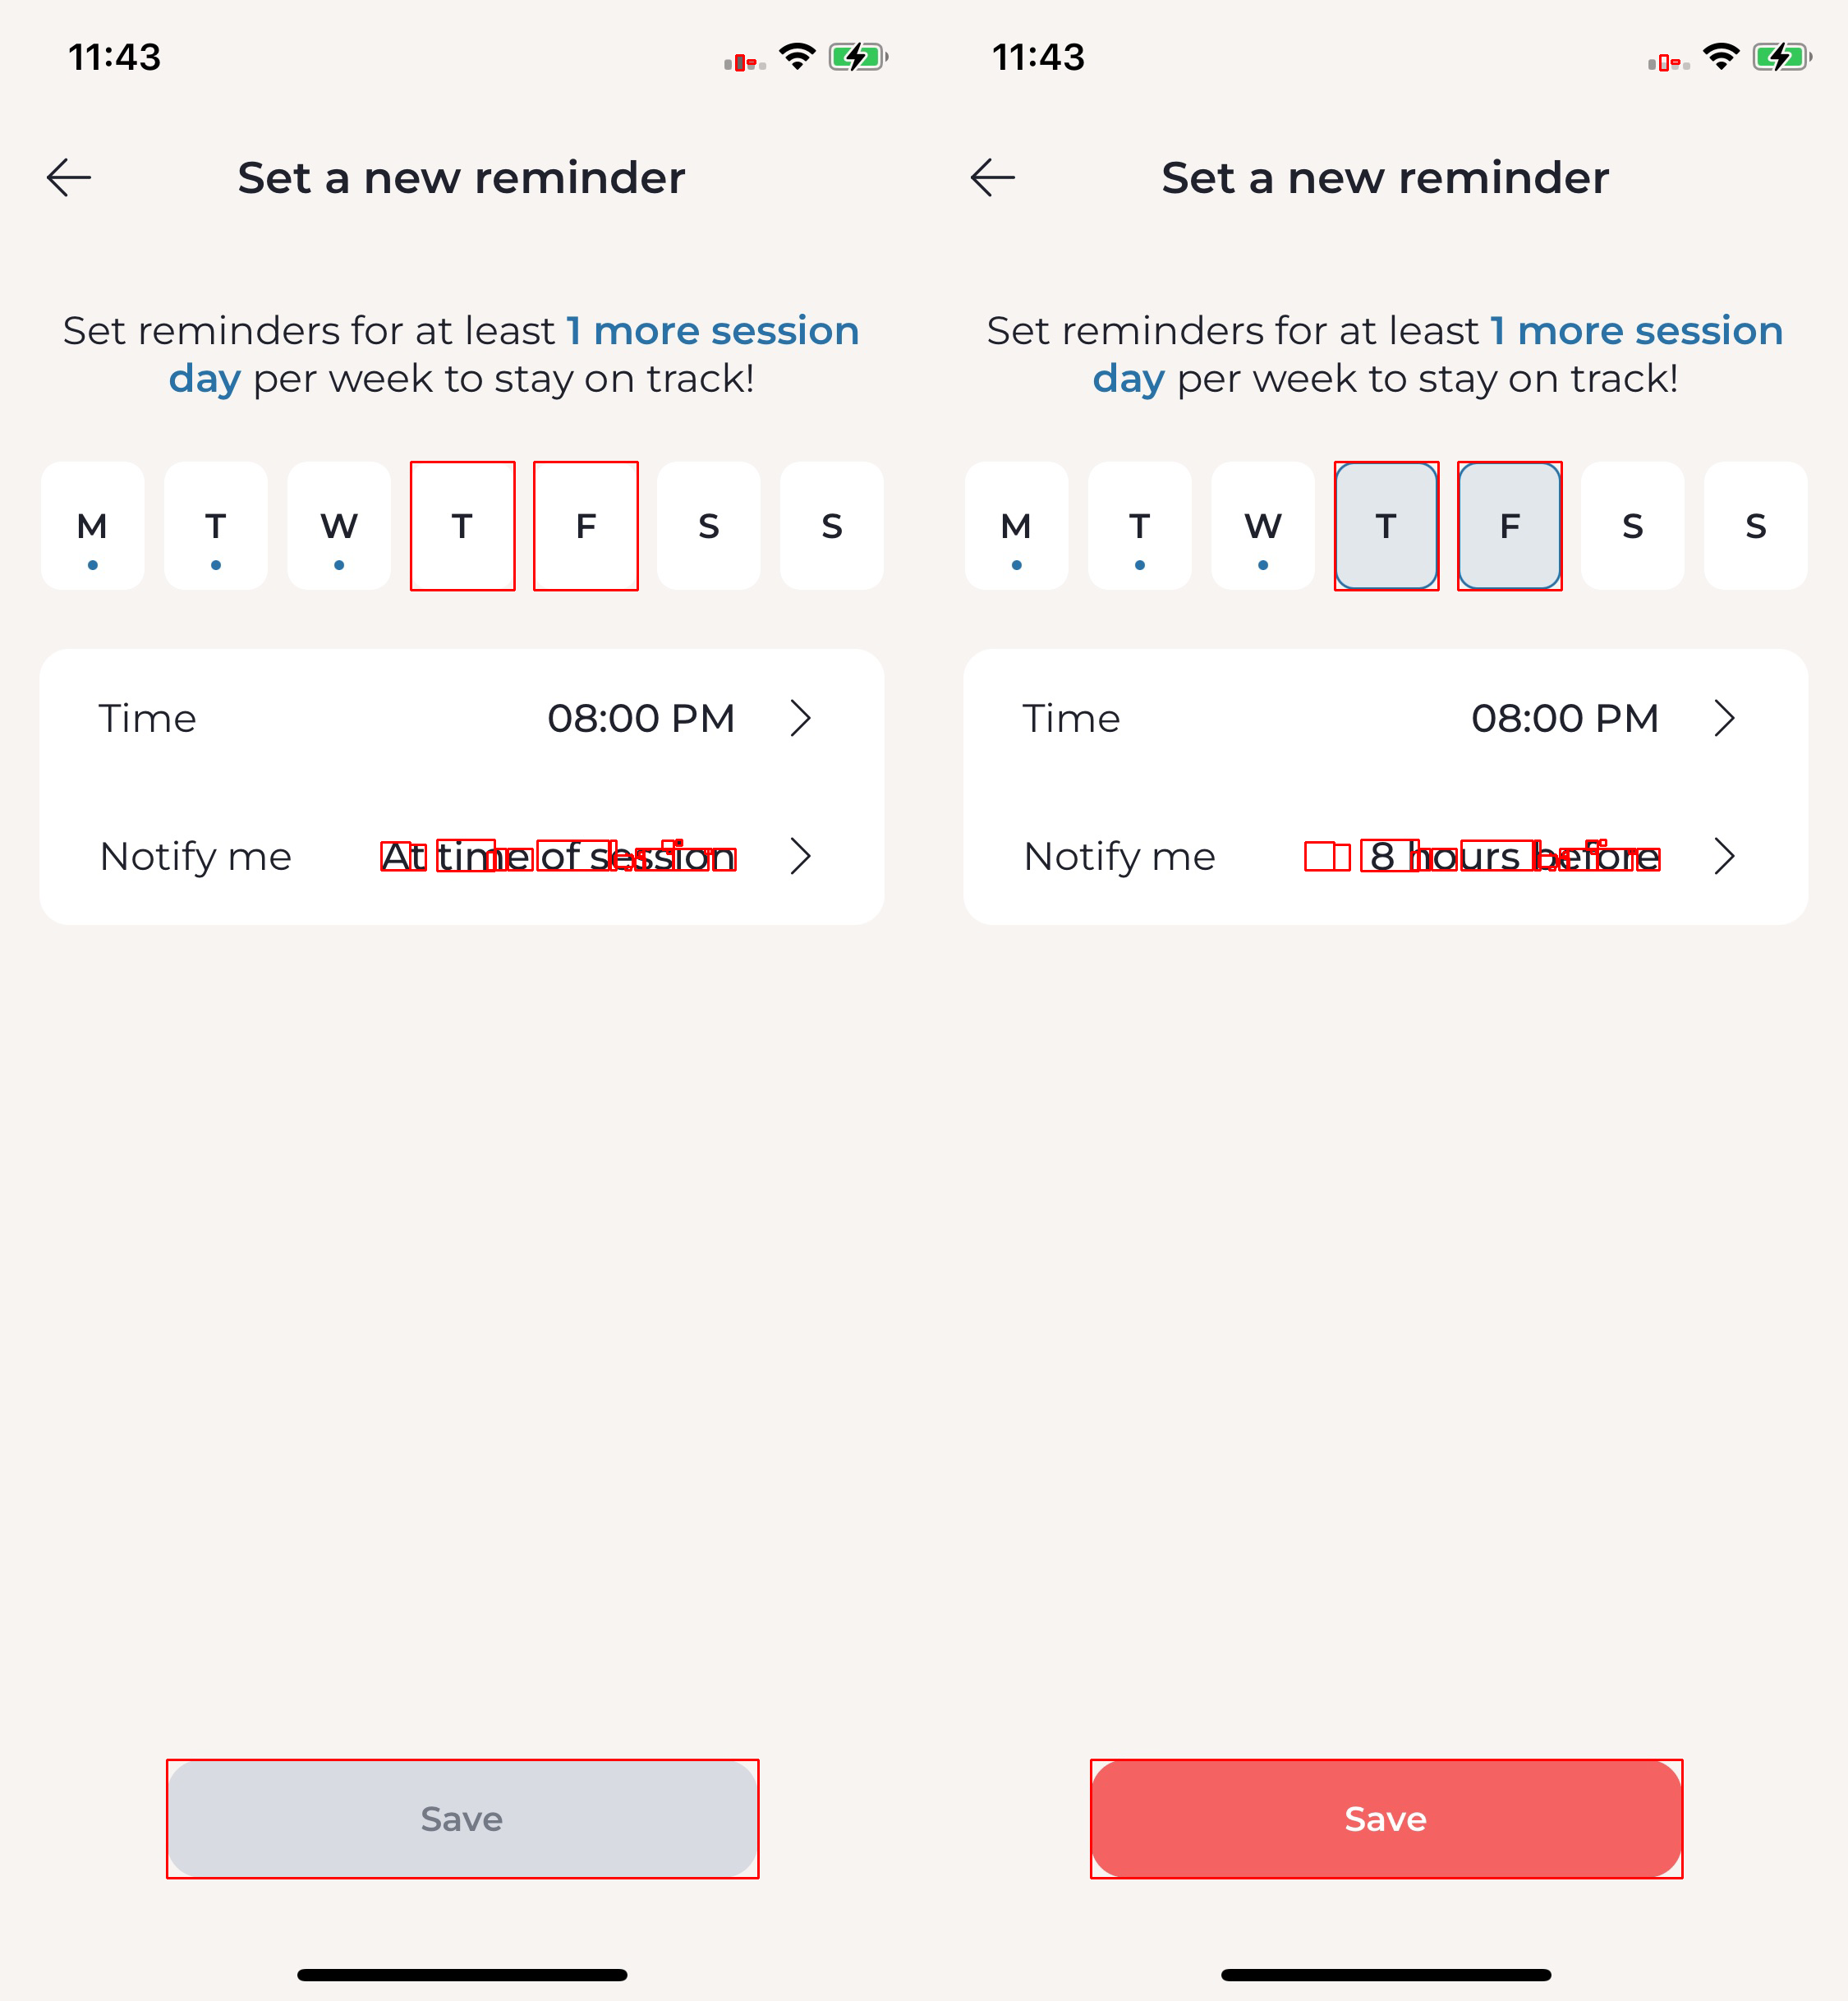 11:43
Set a new reminder
Set reminders for at least 1 more session
day per week to stay on track!
M T W T F S S
Time 08:00 PM
Notify me At time of session
Save
11:43
Set a new reminder
Set reminders for at least 1 more session
day per week to stay on track!
M T W T F S S
Time 08:00 PM
Notify me 8 hours before
Save